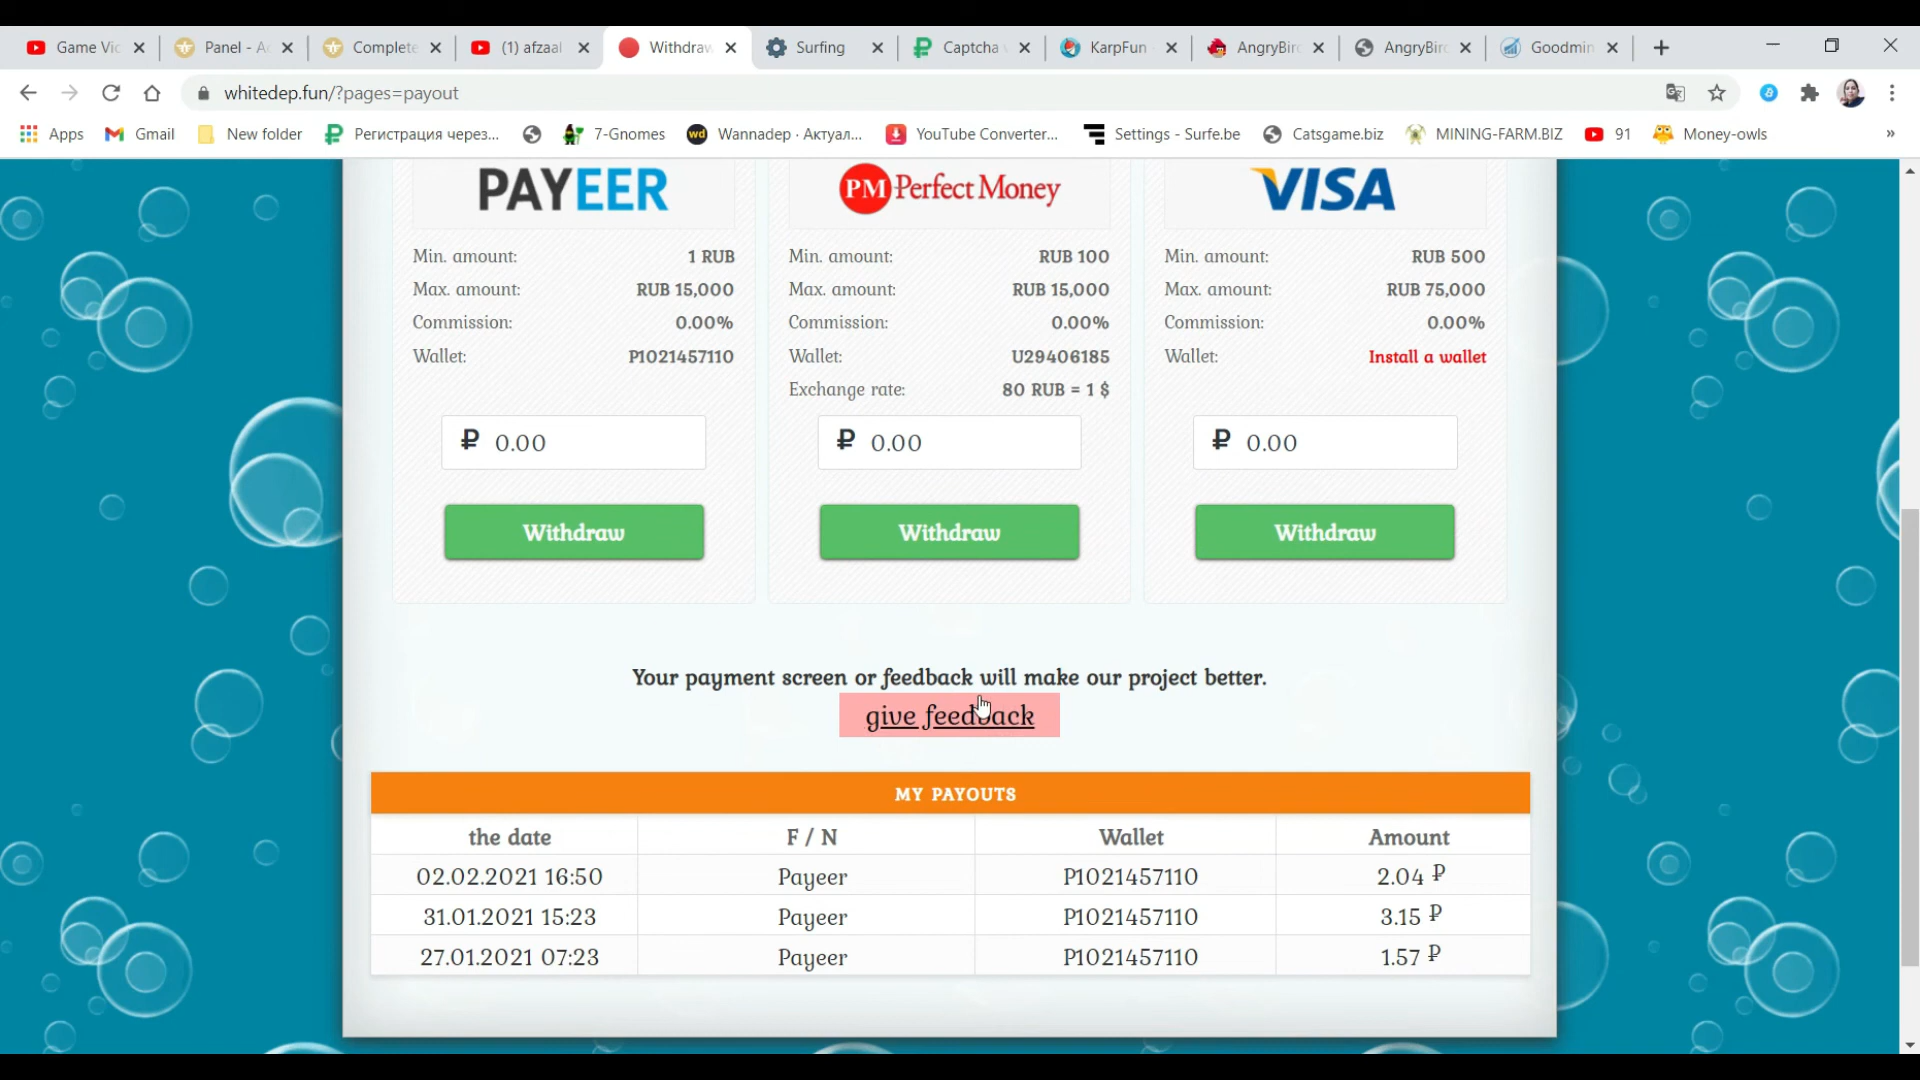 Game Vic
Panel - A
Complete
(1) afzaal
Withdraw
Surfing
Captcha
KarpFun
AngryBir
AngryBir
Goodmin
whitedep.fun/?pages=payout
Apps
Gmail
New folder
Регистрация через...
7-Gnomes
wd
Wannadep · Актуал...
YouTube Converter...
Settings - Surfe.be
Catsgame.biz
MINING-FARM.BIZ
91
Money-owls
»
PAYEER
Min. amount: 1 RUB
Max. amount: RUB 15,000
Commission: 0.00%
Wallet: P1021457110
₽ 0.00
Withdraw
PM Perfect Money
Min. amount: RUB 100
Max. amount: RUB 15,000
Commission: 0.00%
Wallet: U29406185
Exchange rate: 80 RUB = 1 $
₽ 0.00
Withdraw
VISA
Min. amount: RUB 500
Max. amount: RUB 75,000
Commission: 0.00%
Wallet: Install a wallet
₽ 0.00
Withdraw
Your payment screen or feedback will make our project better.
give feedback
MY PAYOUTS
the date F / N Wallet Amount
02.02.2021 16:50 Payeer P1021457110 2.04 ₽
31.01.2021 15:23 Payeer P1021457110 3.15 ₽
27.01.2021 07:23 Payeer P1021457110 1.57 ₽